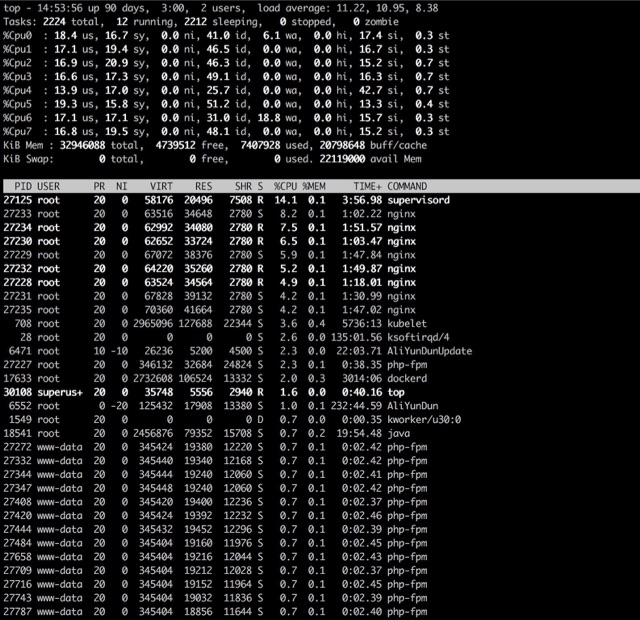 top - 14:53:56 up 90 days,  3:00,  2 users,  load average: 11.22, 10.95, 8.38
Tasks: 2224 total,  12 running, 2212 sleeping,   0 stopped,   0 zombie
%Cpu0  : 18.4 us, 16.7 sy,  0.0 ni, 41.0 id,  6.1 wa,  0.0 hi, 17.4 si,  0.3 st
%Cpu1  : 17.1 us, 19.4 sy,  0.0 ni, 46.5 id,  0.0 wa,  0.0 hi, 16.7 si,  0.3 st
%Cpu2  : 16.9 us, 20.9 sy,  0.0 ni, 46.3 id,  0.0 wa,  0.0 hi, 15.2 si,  0.7 st
%Cpu3  : 16.6 us, 17.3 sy,  0.0 ni, 49.1 id,  0.0 wa,  0.0 hi, 16.3 si,  0.7 st
%Cpu4  : 13.9 us, 17.0 sy,  0.0 ni, 25.7 id,  0.0 wa,  0.0 hi, 42.7 si,  0.7 st
%Cpu5  : 19.3 us, 15.8 sy,  0.0 ni, 51.2 id,  0.0 wa,  0.0 hi, 13.3 si,  0.4 st
%Cpu6  : 17.1 us, 17.1 sy,  0.0 ni, 31.0 id, 18.8 wa,  0.0 hi, 15.7 si,  0.3 st
%Cpu7  : 16.8 us, 19.5 sy,  0.0 ni, 48.1 id,  0.0 wa,  0.0 hi, 15.2 si,  0.3 st
KiB Mem : 32946088 total,  4739512 free,  7407928 used, 20798648 buff/cache
KiB Swap:        0 total,        0 free,        0 used. 22119000 avail Mem
PID USER      PR  NI    VIRT    RES    SHR S  %CPU %MEM     TIME+ COMMAND
27125 root      20   0   58176  20496   7508 R  14.1  0.1   3:56.98 supervisord
27233 root      20   0   63516  34648   2780 S   8.2  0.1   1:02.22 nginx
27234 root      20   0   62992  34080   2780 R   7.5  0.1   1:51.57 nginx
27230 root      20   0   62652  33724   2780 R   6.5  0.1   1:03.47 nginx
27229 root      20   0   67072  38376   2780 S   5.9  0.1   1:47.84 nginx
27232 root      20   0   64220  35260   2780 R   5.2  0.1   1:49.87 nginx
27228 root      20   0   63524  34564   2780 R   4.9  0.1   1:18.01 nginx
27231 root      20   0   67828  39132   2780 S   4.2  0.1   1:30.99 nginx
27235 root      20   0   70360  41664   2780 S   4.2  0.1   1:47.02 nginx
708 root      20   0 2965096 127688  22344 S   3.6  0.4   5736:13 kubelet
28 root      20   0       0      0      0 S   2.6  0.0 135:01.56 ksoftirqd/4
6471 root      10 -10   26236   5200   4500 S   2.3  0.0  22:03.71 AliYunDunUpdate
27227 root      20   0  346132  32684  24824 S   2.3  0.1   0:38.35 php-fpm
17633 root      20   0 2732608 106524  13332 S   2.0  0.3   3014:06 dockerd
30108 superus+  20   0   35748   5556   2940 R   1.6  0.0   0:40.16 top
6552 root       0 -20  125432  17908  13380 S   1.0  0.1 232:44.59 AliYunDun
1549 root      20   0       0      0      0 D   0.7  0.0   0:00.35 kworker/u30:0
18541 root      20   0 2456876  79352  15708 S   0.7  0.2  19:54.48 java
27272 www-data  20   0  345424  19380  12220 S   0.7  0.1   0:02.42 php-fpm
27332 www-data  20   0  345440  19340  12168 S   0.7  0.1   0:02.42 php-fpm
27344 www-data  20   0  345444  19240  12060 S   0.7  0.1   0:02.41 php-fpm
27347 www-data  20   0  345448  19240  12060 S   0.7  0.1   0:02.42 php-fpm
27408 www-data  20   0  345420  19400  12236 S   0.7  0.1   0:02.37 php-fpm
27420 www-data  20   0  345424  19392  12232 S   0.7  0.1   0:02.46 php-fpm
27444 www-data  20   0  345432  19452  12296 S   0.7  0.1   0:02.39 php-fpm
27484 www-data  20   0  345404  19160  11976 S   0.7  0.1   0:02.45 php-fpm
27658 www-data  20   0  345404  19216  12044 S   0.7  0.1   0:02.43 php-fpm
27709 www-data  20   0  345404  19212  12028 S   0.7  0.1   0:02.37 php-fpm
27716 www-data  20   0  345404  19152  11964 S   0.7  0.1   0:02.45 php-fpm
27743 www-data  20   0  345404  19032  11836 S   0.7  0.1   0:02.39 php-fpm
27787 www-data  20   0  345404  18856  11644 S   0.7  0.1   0:02.40 php-fpm